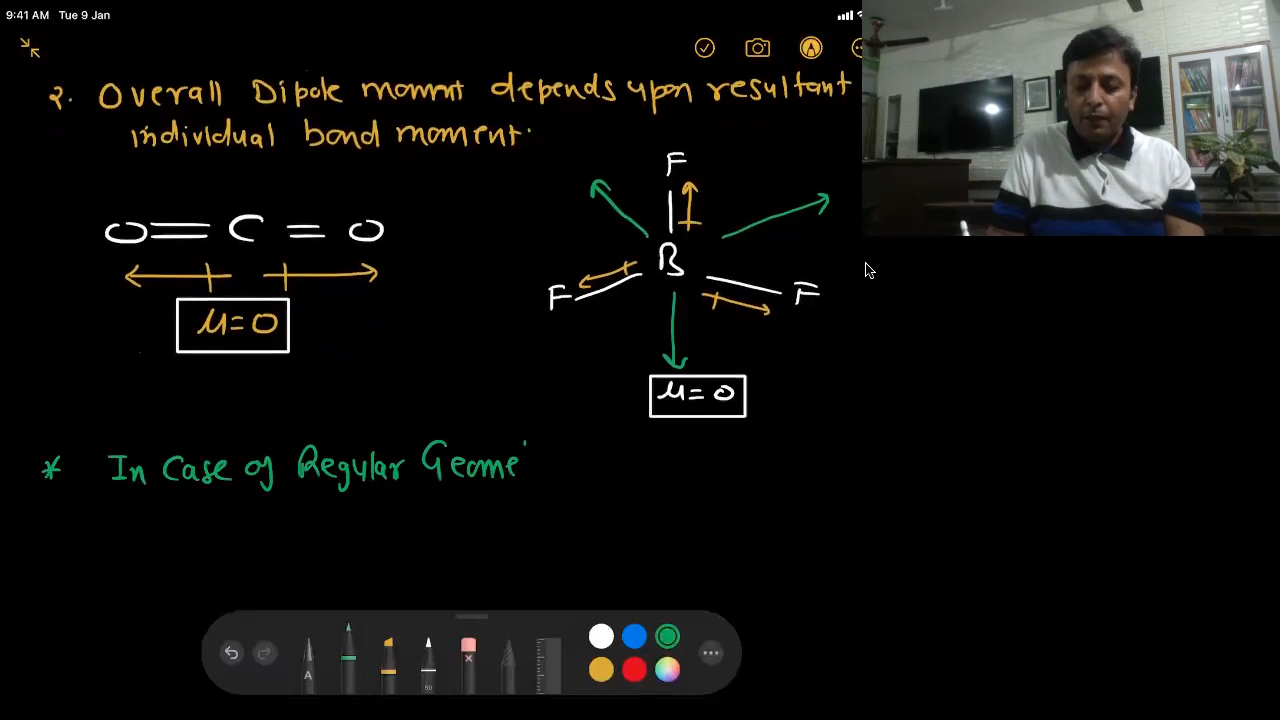 9:41 AM Tue 9 Jan
2. Overall Dipole moment depends upon resultant
individual bond moment.
F
O=C=O
B
F F
μ=0
μ=0
* In Case of Regular Geome
A
50